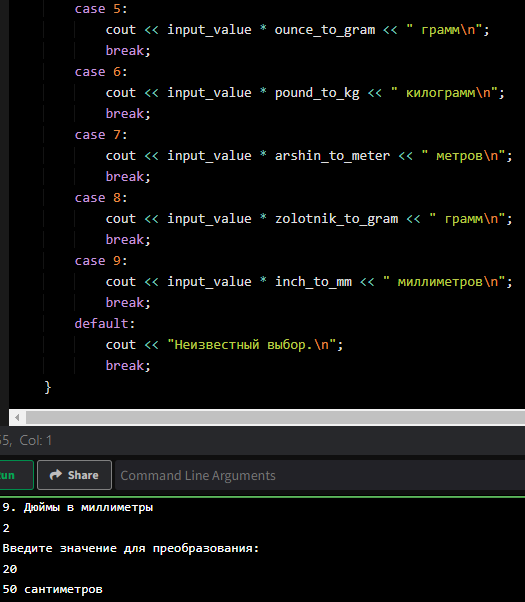 case 5:
cout << input_value * ounce_to_gram << " грамм\n";
break;
case 6:
cout << input_value * pound_to_kg << " килограмм\n";
break;
case 7:
cout << input_value * arshin_to_meter << " метров\n";
break;
case 8:
cout << input_value * zolotnik_to_gram << " грамм\n";
break;
case 9:
cout << input_value * inch_to_mm << " миллиметров\n";
break;
default:
cout << "Неизвестный выбор.\n";
break;
}
55, Col: 1
un Share Command Line Arguments
9. Дюймы в миллиметры
2
Введите значение для преобразования:
20
50 сантиметров